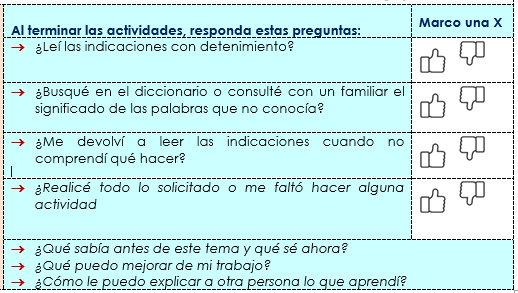 Al terminar las actividades, responda estas preguntas:
Marco una X
→ ¿Leí las indicaciones con detenimiento?
→ ¿Busqué en el diccionario o consulté con un familiar el
significado de las palabras que no conocía?
→ ¿Me devolví a leer las indicaciones cuando no
comprendí qué hacer?
→ ¿Realicé todo lo solicitado o me faltó hacer alguna
actividad
→ ¿Qué sabía antes de este tema y qué sé ahora?
→ ¿Qué puedo mejorar de mi trabajo?
→ ¿Cómo le puedo explicar a otra persona lo que aprendí?